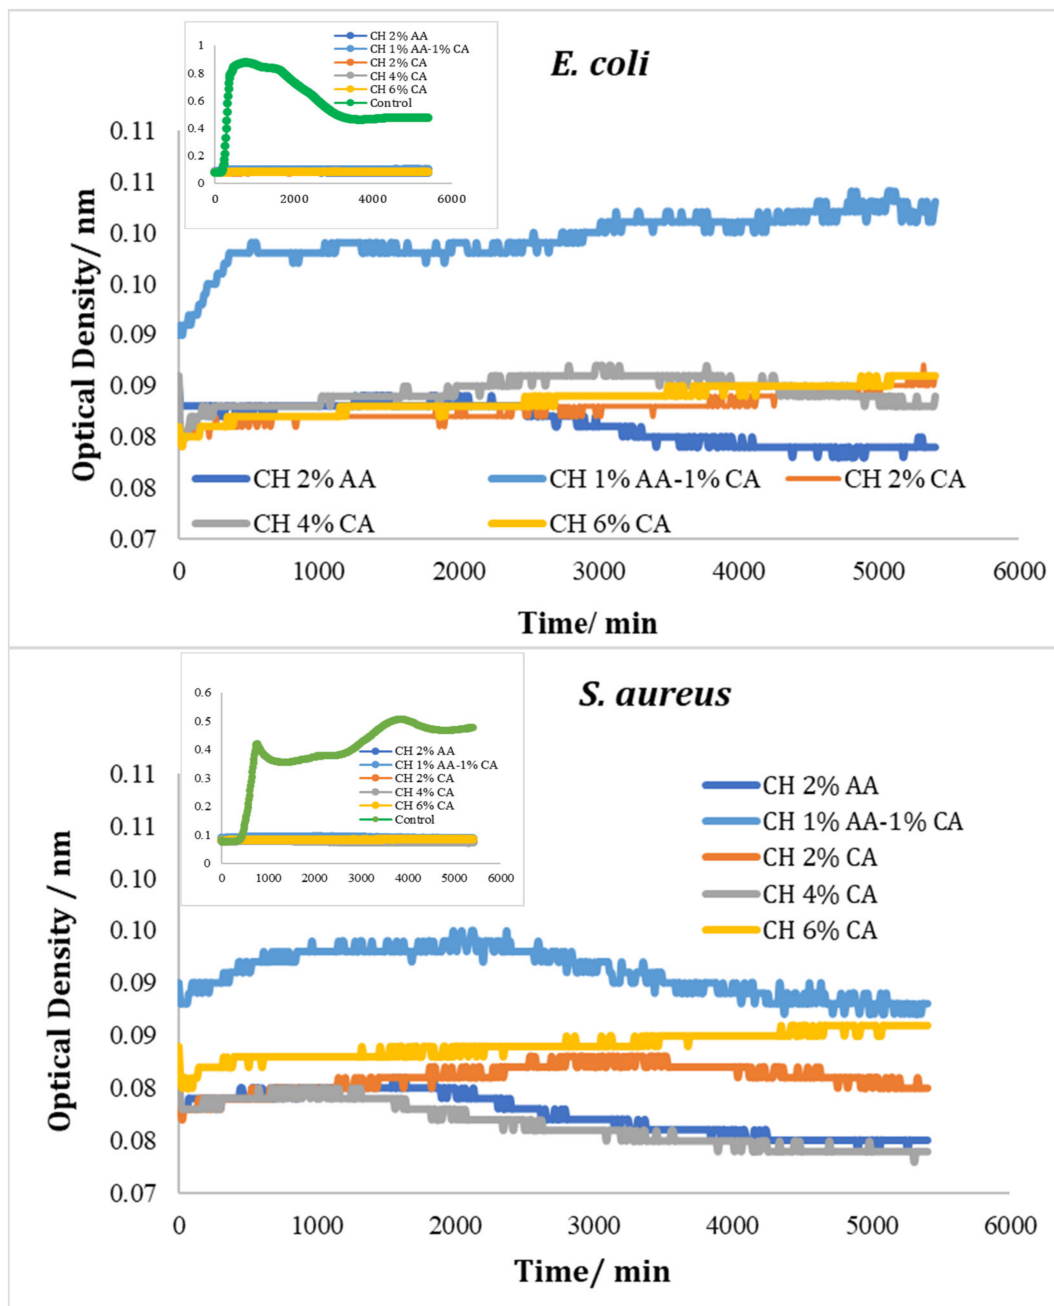 E. coli
CH 2% AA
CH 1% AA-1% CA
CH 2% CA
CH 4% CA
CH 6% CA
Control
1
0.8
0.6
0.4
0.2
0
0 2000 4000 6000
Optical Density/ nm
0.11
0.11
0.10
0.10
0.09
0.09
0.08
0.08
0.07
CH 2% AA CH 1% AA-1% CA CH 2% CA
CH 4% CA CH 6% CA
0 1000 2000 3000 4000 5000 6000
Time/ min
S. aureus
0.6
0.5
0.4
0.3
0.2
0.1
0
CH 2% AA
CH 1% AA-1% CA
CH 2% CA
CH 4% CA
CH 6% CA
Control
0 1000 2000 3000 4000 5000 6000
Optical Density / nm
0.11
0.11
0.10
0.10
0.09
0.09
0.08
0.08
0.07
CH 2% AA
CH 1% AA-1% CA
CH 2% CA
CH 4% CA
CH 6% CA
0 1000 2000 3000 4000 5000 6000
Time/ min